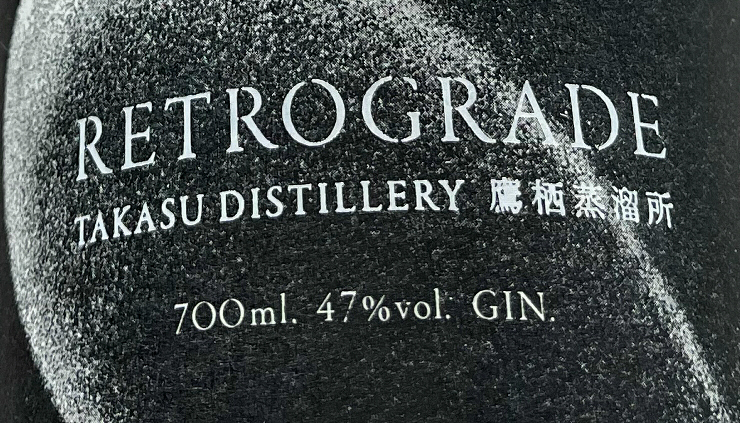 RETROGRADE
TAKASU DISTILLERY 鷹栖蒸溜所
700ml. 47%vol. GIN.